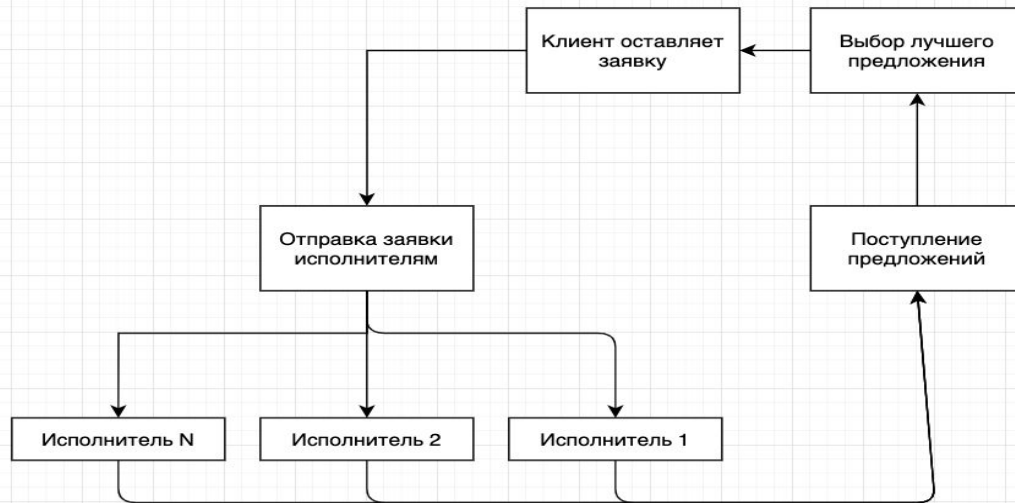 Клиент оставляет
заявку
Выбор лучшего
предложения
Отправка заявки
исполнителям
Поступление
предложений
Исполнитель N
Исполнитель 2
Исполнитель 1